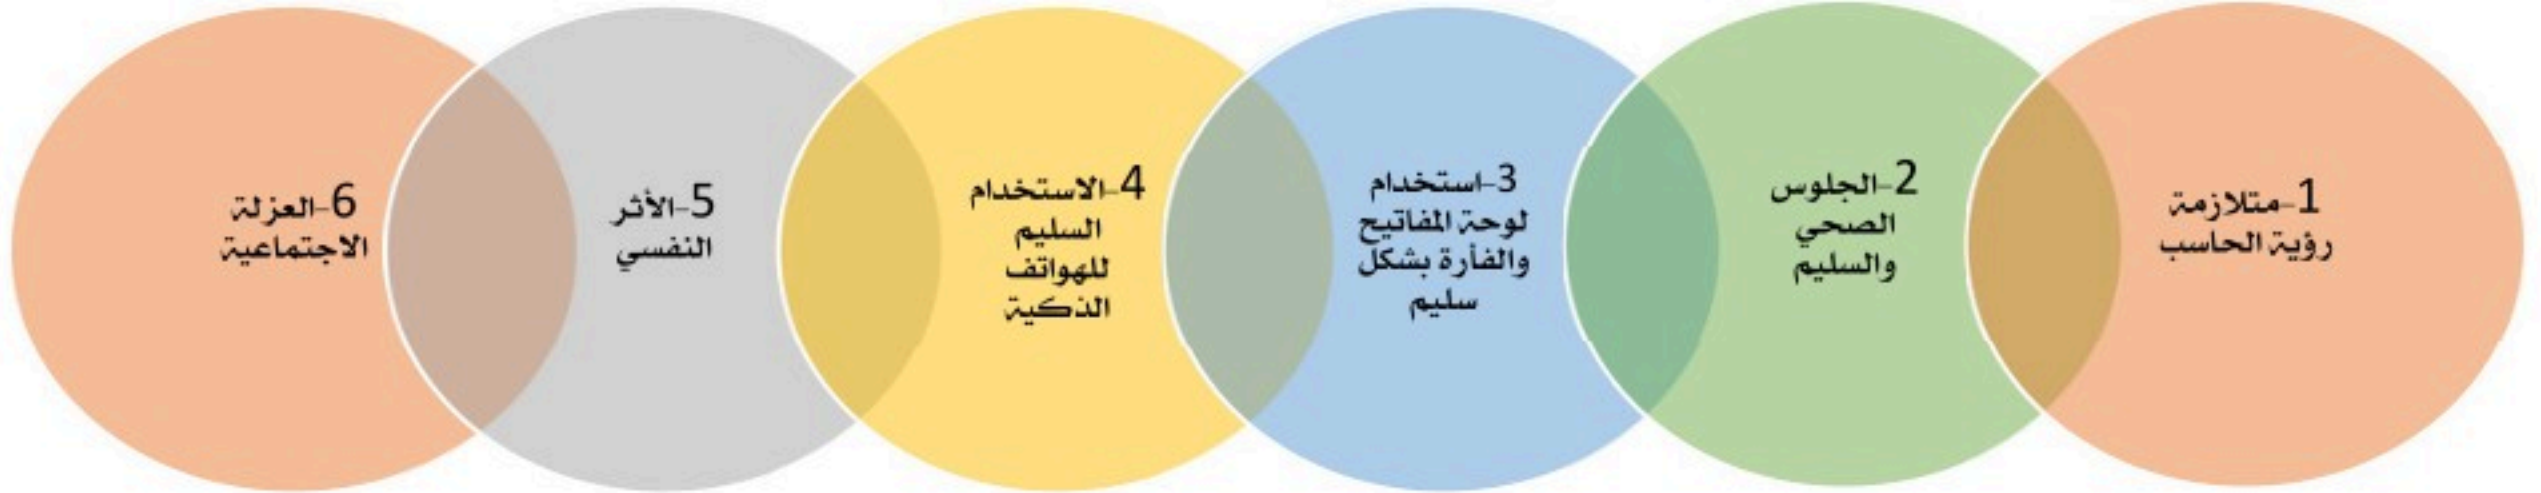 1-متلازمة
رؤية الحاسب
2-الجلوس
الصحي
والسليم
3-استخدام
لوحة المفاتيح
والفأرة بشكل
سليم
4-الاستخدام
السليم
للهواتف
الذكية
5-الأثر
النفسي
6-العزلة
الاجتماعية